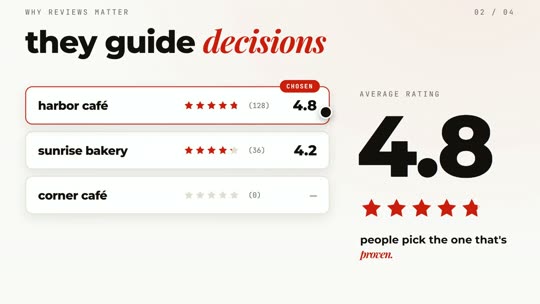 WHY REVIEWS MATTER
02 / 04
they guide decisions
CHOSEN
harbor café (128) 4.8
sunrise bakery (36) 4.2
corner café (0) —
AVERAGE RATING
4.8
people pick the one that's
proven.